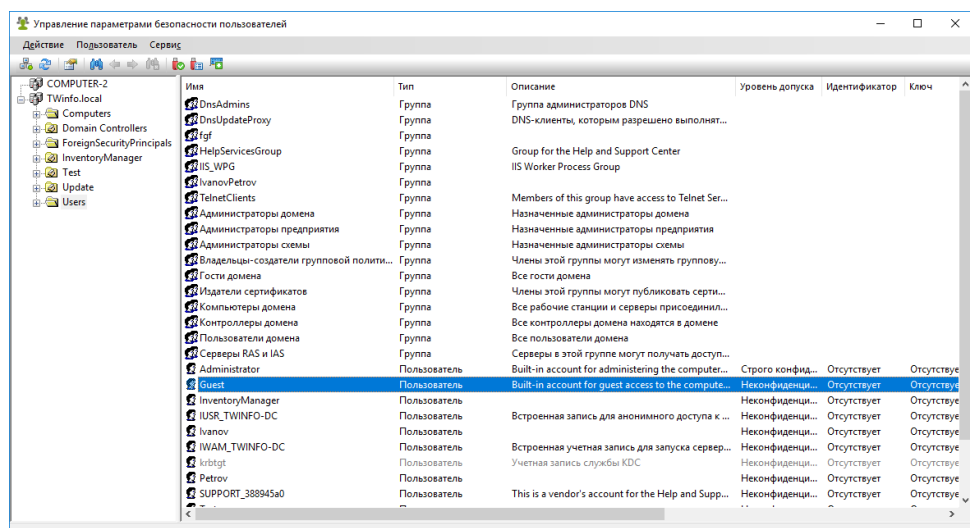 Управление параметрами безопасности пользователей
Действие Пользователь Сервис
COMPUTER-2
TWinfo.local
Computers
Domain Controllers
ForeignSecurityPrincipals
InventoryManager
Test
Update
Users
Имя Тип Описание Уровень допуска Идентификатор Ключ
DnsAdmins Группа Группа администраторов DNS
DnsUpdateProxy Группа DNS-клиенты, которым разрешено выполнят...
fgf Группа
HelpServicesGroup Группа Group for the Help and Support Center
IIS_WPG Группа IIS Worker Process Group
IvanovPetrov Группа
TelnetClients Группа Members of this group have access to Telnet Ser...
Администраторы домена Группа Назначенные администраторы домена
Администраторы предприятия Группа Назначенные администраторы предприятия
Администраторы схемы Группа Назначенные администраторы схемы
Владельцы-создатели групповой полити... Группа Члены этой группы могут изменять группову...
Гости домена Группа Все гости домена
Издатели сертификатов Группа Члены этой группы могут публиковать серти...
Компьютеры домена Группа Все рабочие станции и серверы присоединил...
Контроллеры домена Группа Все контроллеры домена находятся в домене
Пользователи домена Группа Все пользователи домена
Серверы RAS и IAS Группа Серверы в этой группе могут получать доступ...
Administrator Пользователь Built-in account for administering the computer... Строго конфид... Отсутствует Отсутствуе
Guest Пользователь Built-in account for guest access to the compute... Неконфиденци... Отсутствует Отсутствуе
InventoryManager Пользователь Неконфиденци... Отсутствует Отсутствуе
IUSR_TWINFO-DC Пользователь Встроенная запись для анонимного доступа к ... Неконфиденци... Отсутствует Отсутствуе
Ivanov Пользователь Неконфиденци... Отсутствует Отсутствуе
IWAM_TWINFO-DC Пользователь Встроенная учетная запись для запуска сервер... Неконфиденци... Отсутствует Отсутствуе
krbtgt Пользователь Учетная запись службы KDC Неконфиденци... Отсутствует Отсутствуе
Petrov Пользователь Неконфиденци... Отсутствует Отсутствуе
SUPPORT_388945a0 Пользователь This is a vendor's account for the Help and Supp... Неконфиденци... Отсутствует Отсутствуе